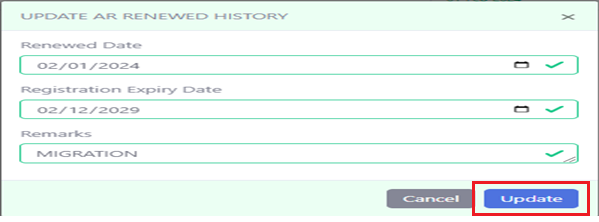 UPDATE AR RENEWED HISTORY
Renewed Date
02/01/2024
Registration Expiry Date
02/12/2029
Remarks
MIGRATION
Cancel Update